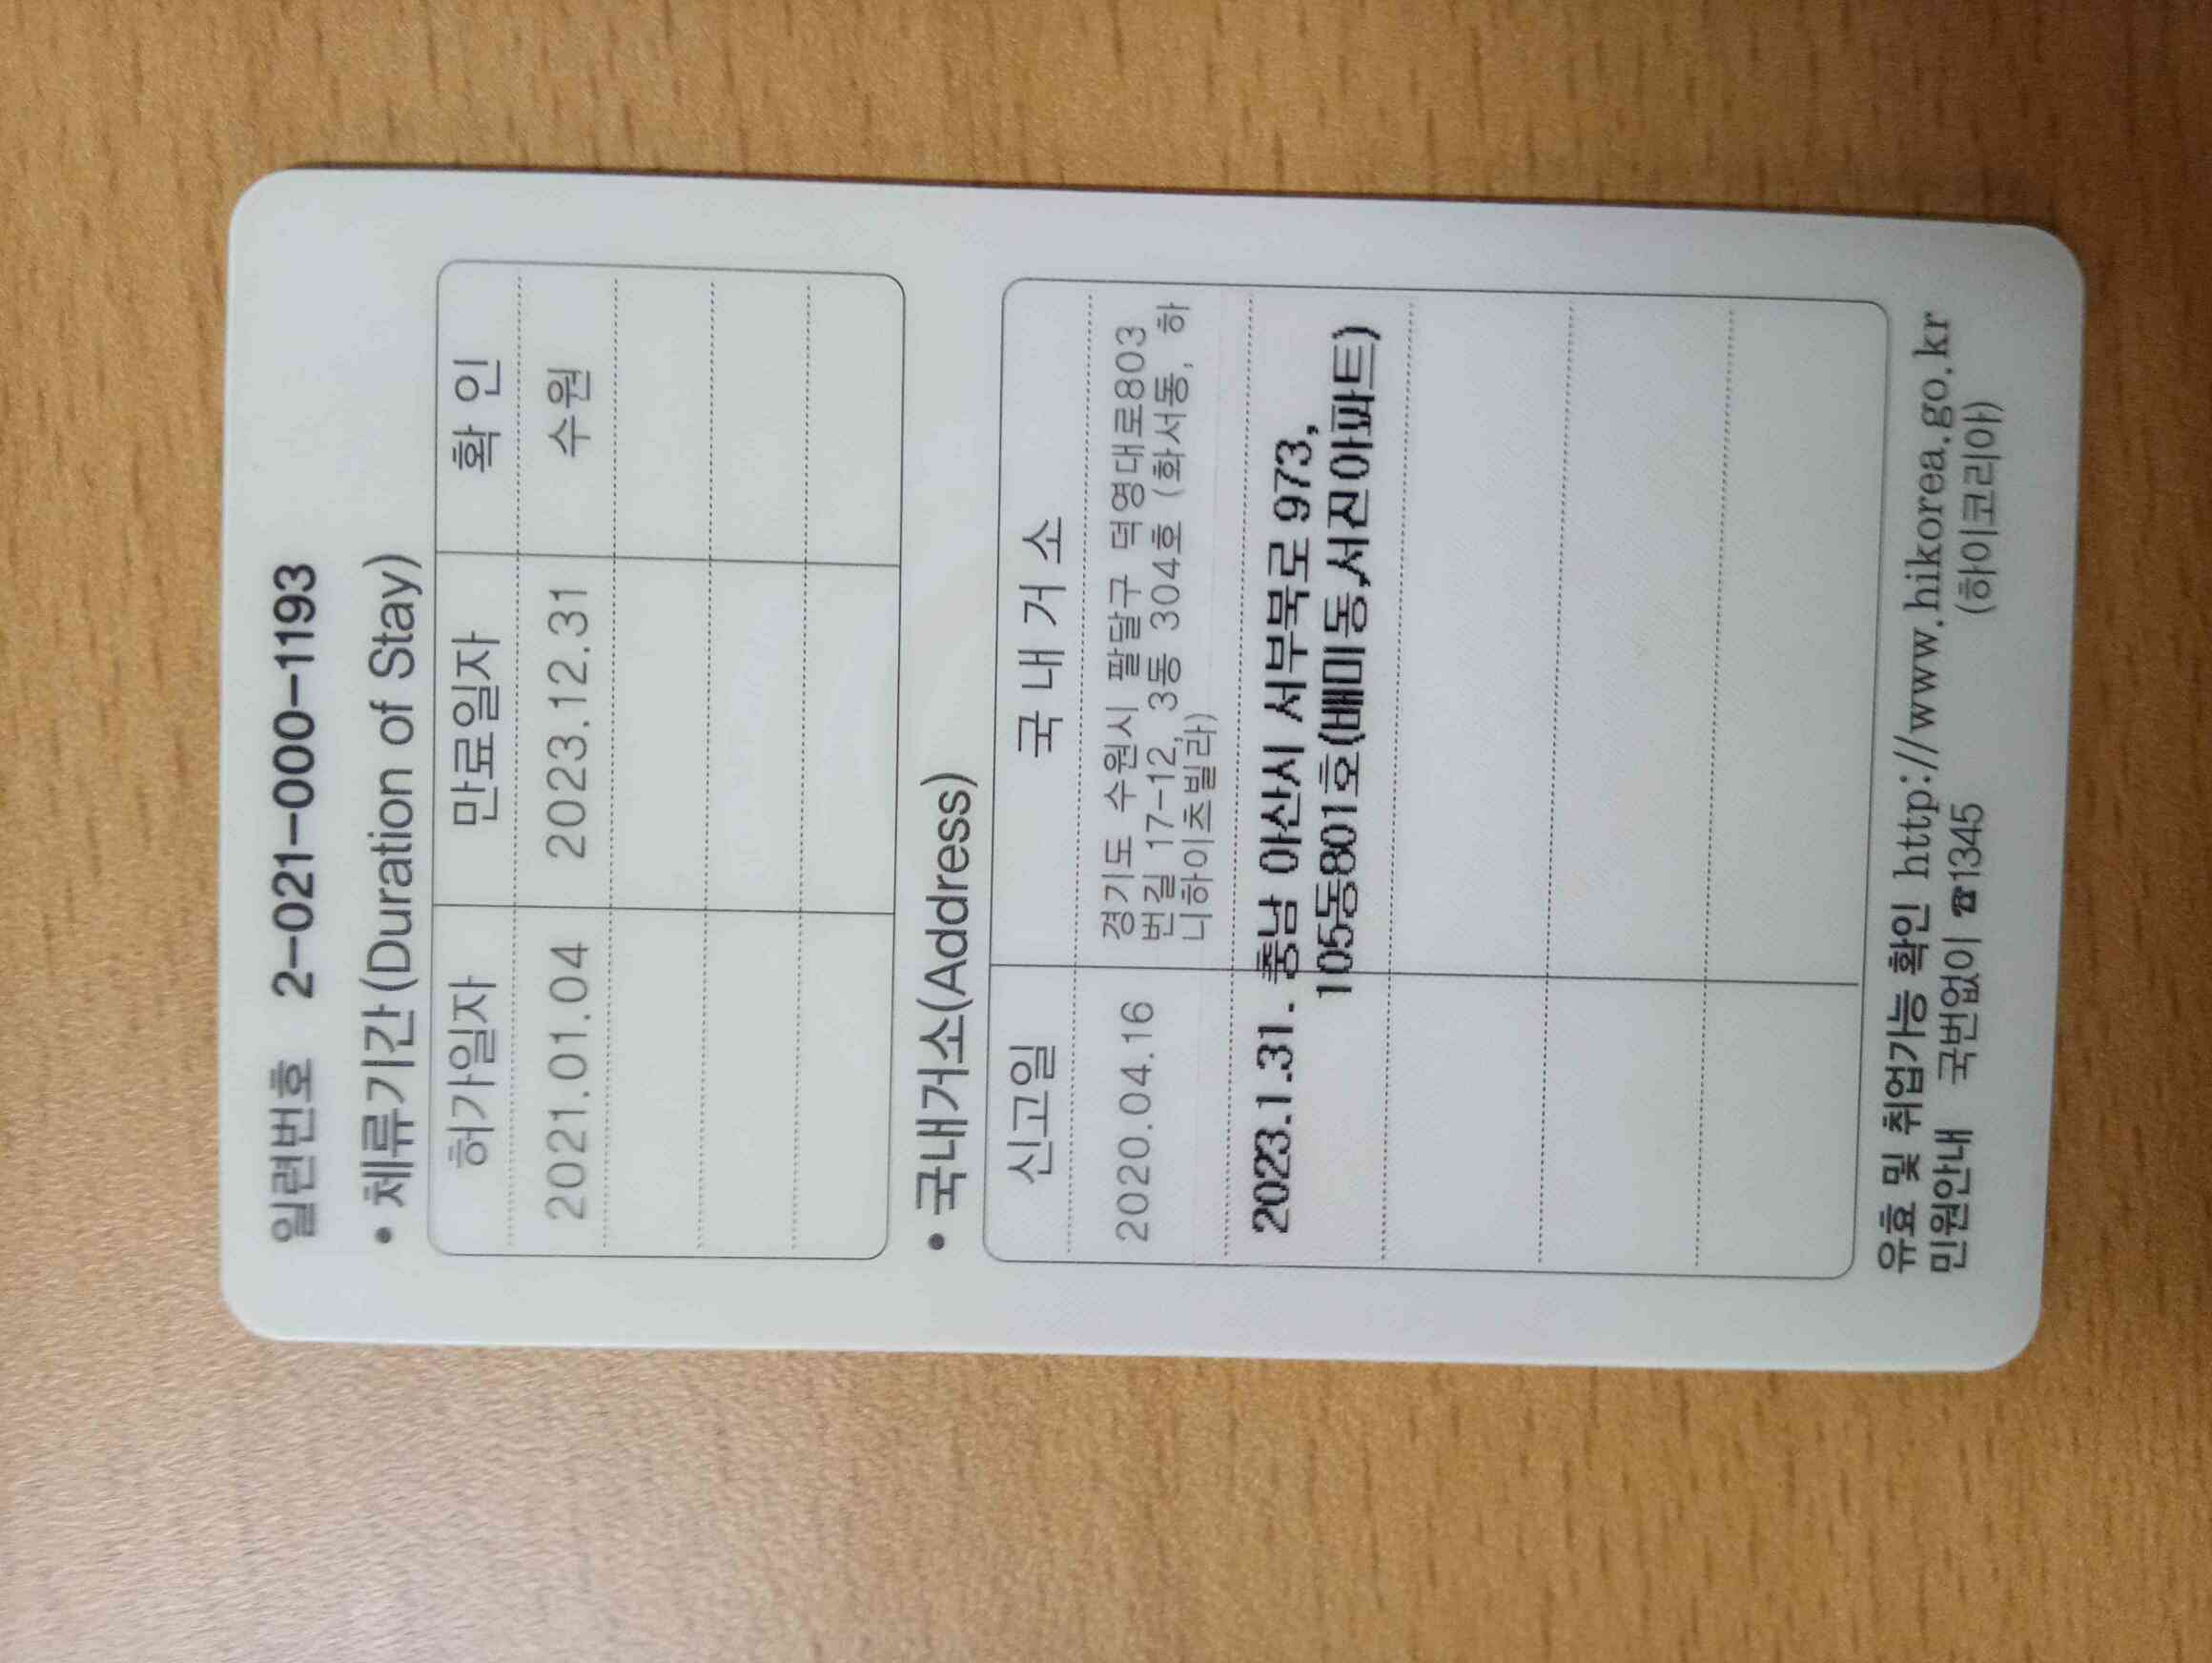 일련번호 2-021-000-1193
• 체류기간(Duration of Stay)
허가일자 만료일자 확 인
2021.01.04 2023.12.31 수원
• 국내거소(Address)
신고일 국 내 거 소
2020.04.16 경기도 수원시 팔달구 덕영대로803
번길 17-12, 3동 304호 (화서동, 하
니하이츠빌라)
2023.1.31. 충남 아산시 서부북로 973,
105동801호(배미동,서진아파트)
유효 및 취업가능 확인 http://www.hikorea.go.kr
민원안내 국번없이 ☎1345 (하이코리아)